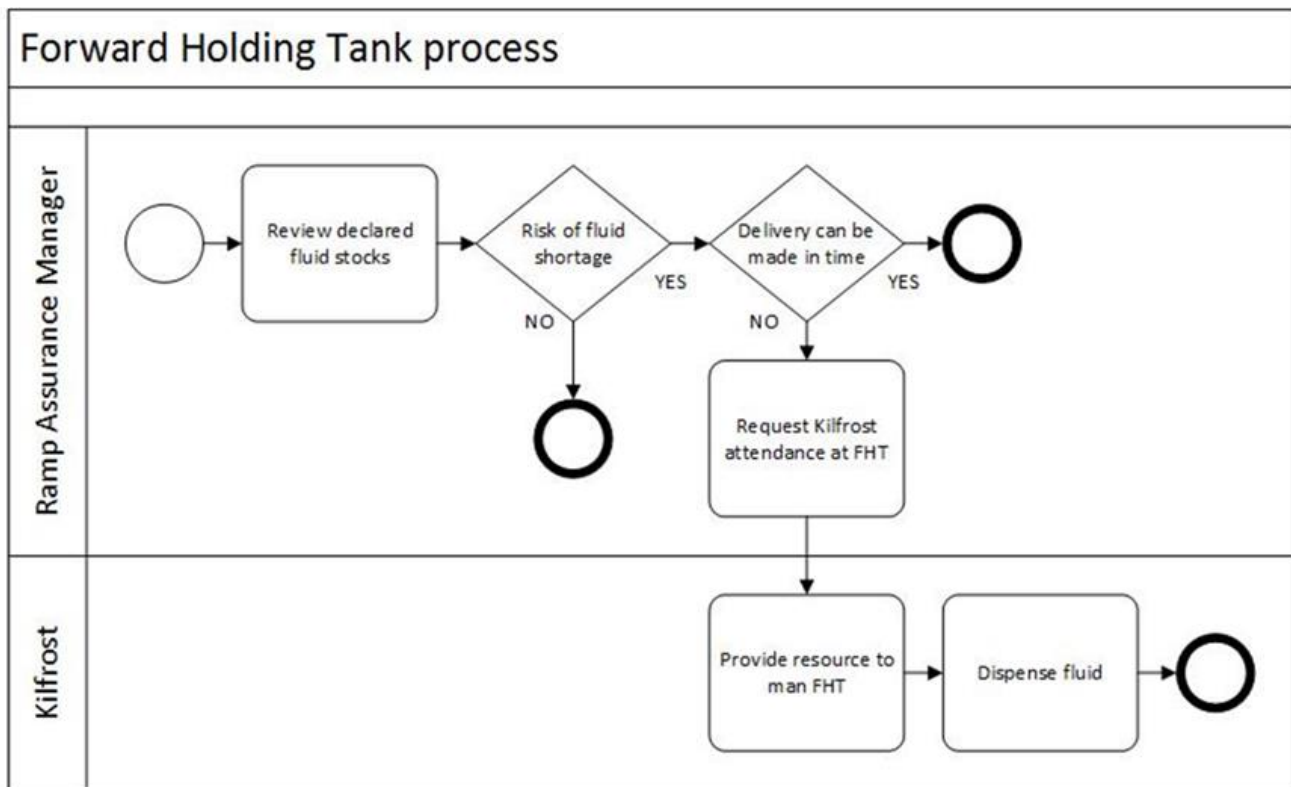 Forward Holding Tank process
Ramp Assurance Manager
Review declared
fluid stocks
Risk of fluid
shortage
YES
NO
Delivery can be
made in time
YES
NO
Request Kilfrost
attendance at FHT
Kilfrost
Provide resource to
man FHT
Dispense fluid